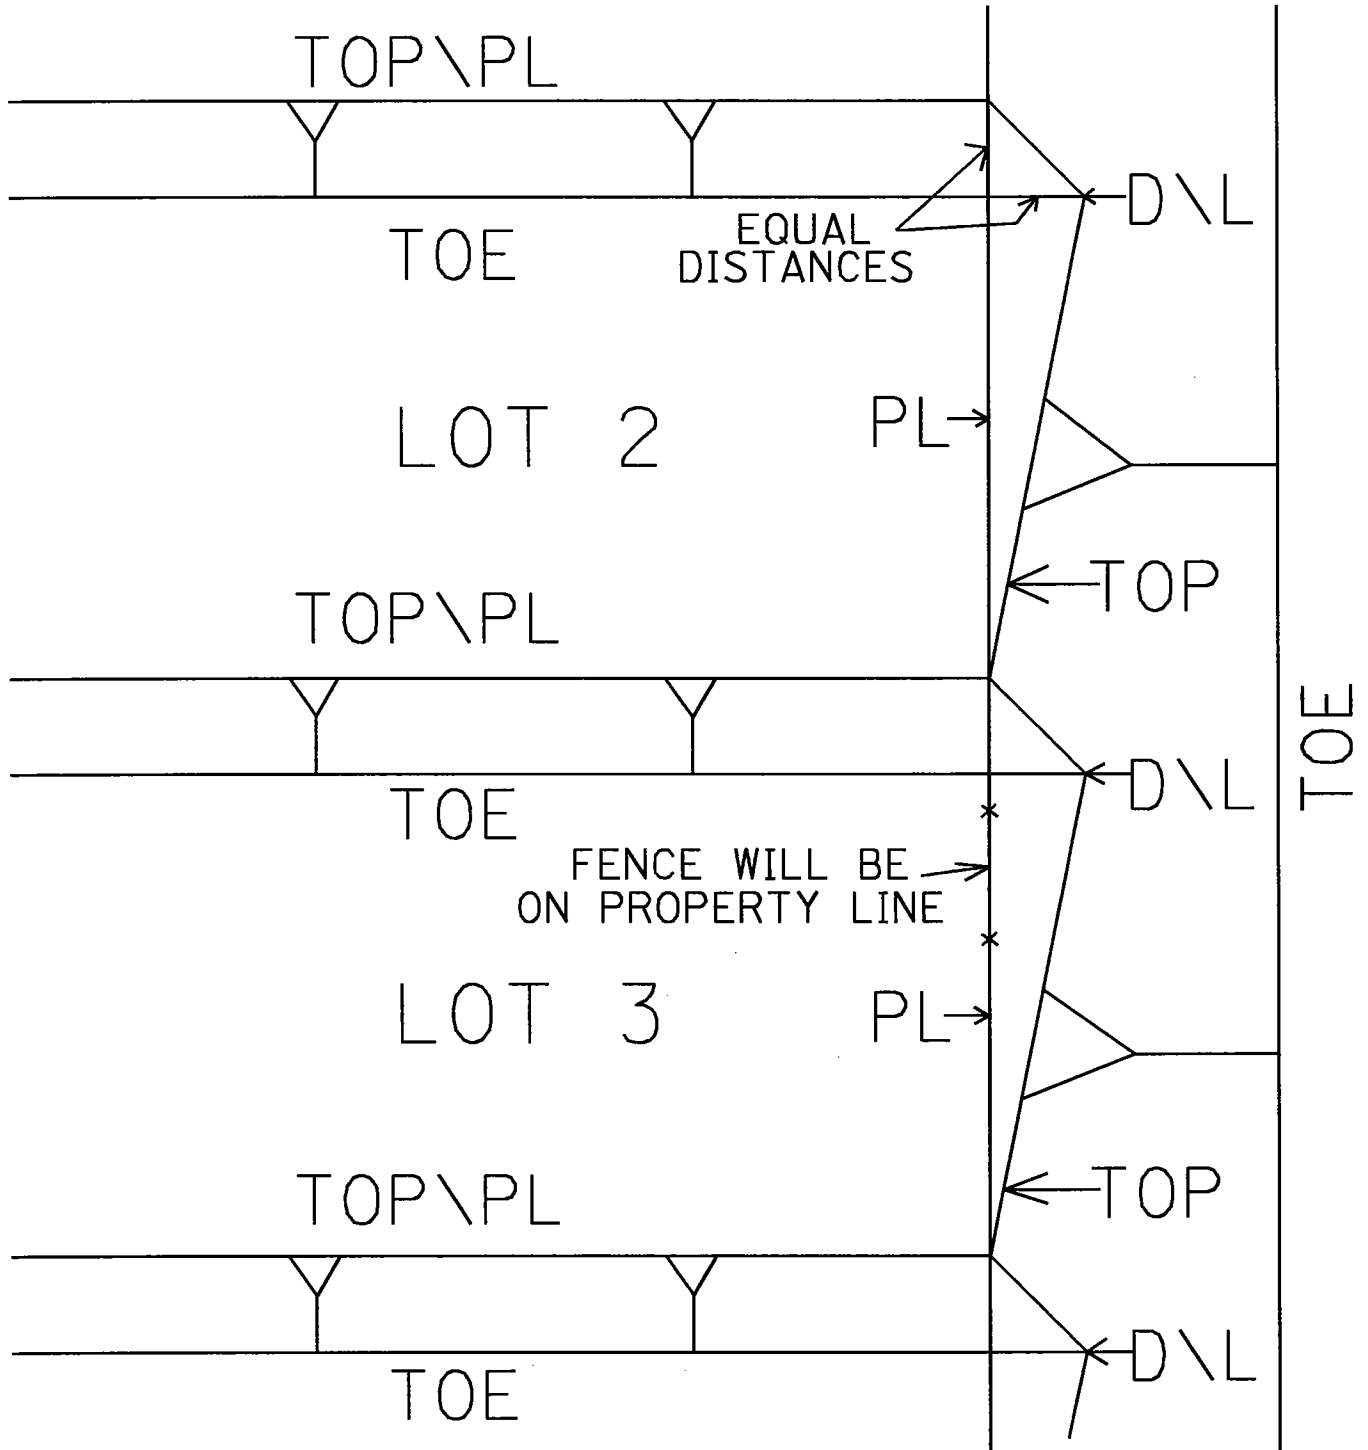 TOP\PL
D\L
EQUAL
DISTANCES
TOE
PL
LOT 2
TOP
TOP\PL
TOE
D\L
TOE
FENCE WILL BE
ON PROPERTY LINE
LOT 3
PL
TOP\PL
TOP
D\L
TOE